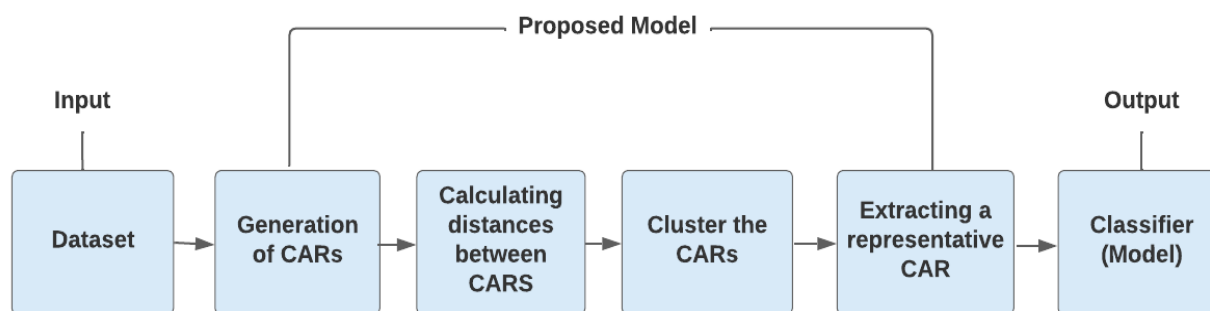 Proposed Model
Input
Output
Dataset
Generation
of CARs
Calculating
distances
between
CARS
Cluster the
CARs
Extracting a
representative
CAR
Classifier
(Model)